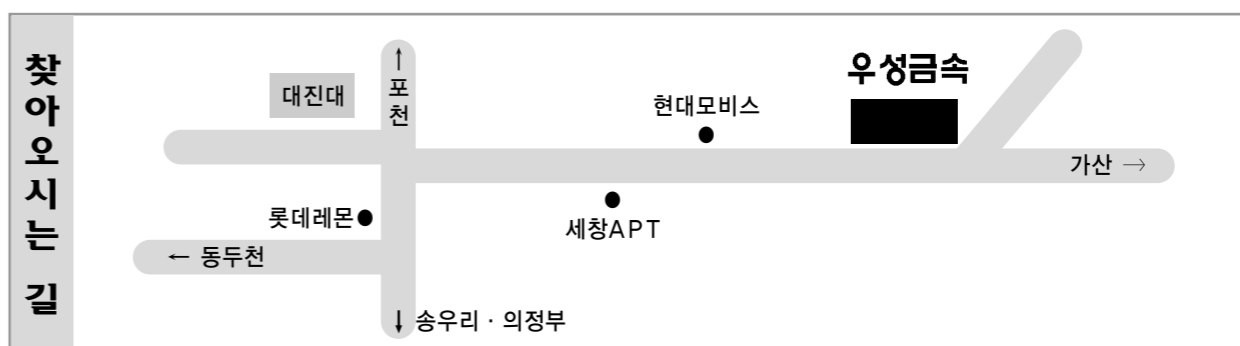 찾아오시는 길
↑ 포천
대진대
우성금속
현대모비스
가산 →
롯데레몬
세창APT
← 동두천
↓ 송우리 · 의정부